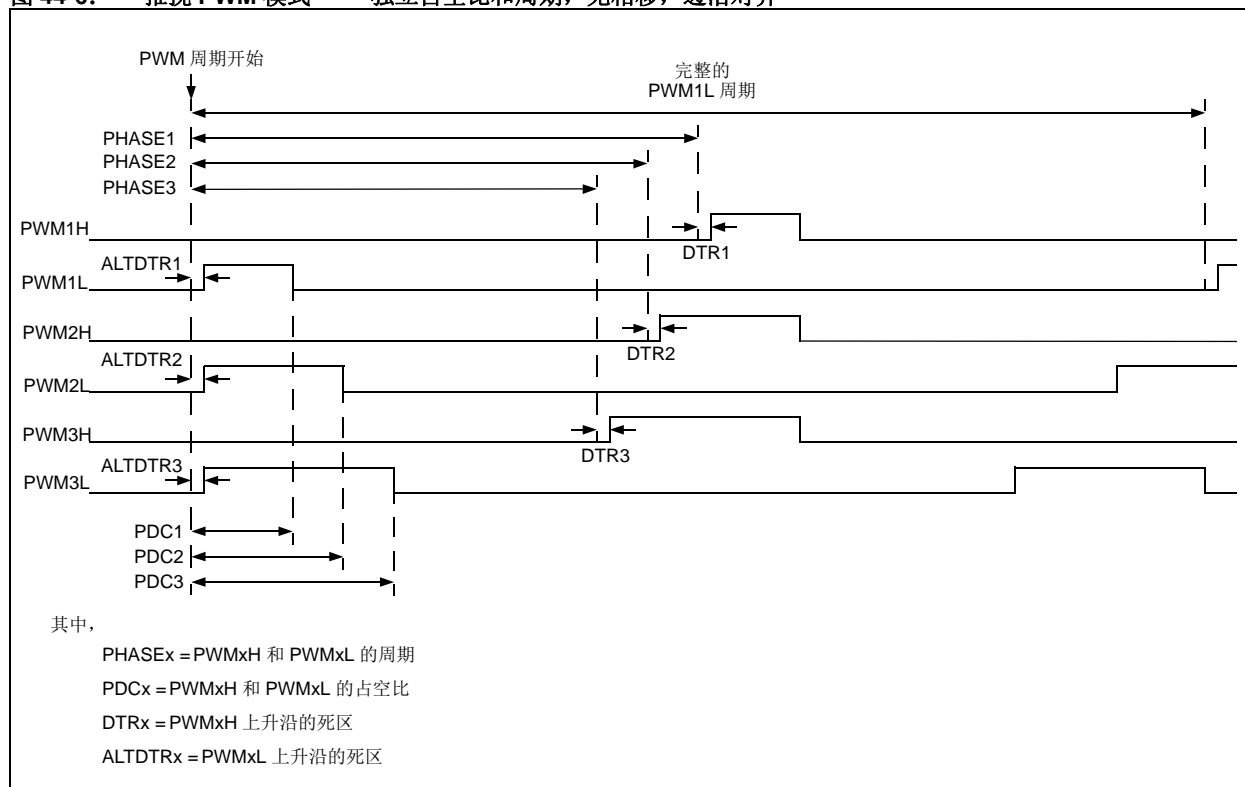 PWM 周期开始
完整的
PWM1L 周期
PHASE1
PHASE2
PHASE3
PWM1H
DTR1
ALTDTR1
PWM1L
PWM2H
DTR2
ALTDTR2
PWM2L
PWM3H
DTR3
ALTDTR3
PWM3L
PDC1
PDC2
PDC3
其中，
PHASEx = PWMxH 和 PWMxL 的周期
PDCx = PWMxH 和 PWMxL 的占空比
DTRx = PWMxH 上升沿的死区
ALTDTRx = PWMxL 上升沿的死区